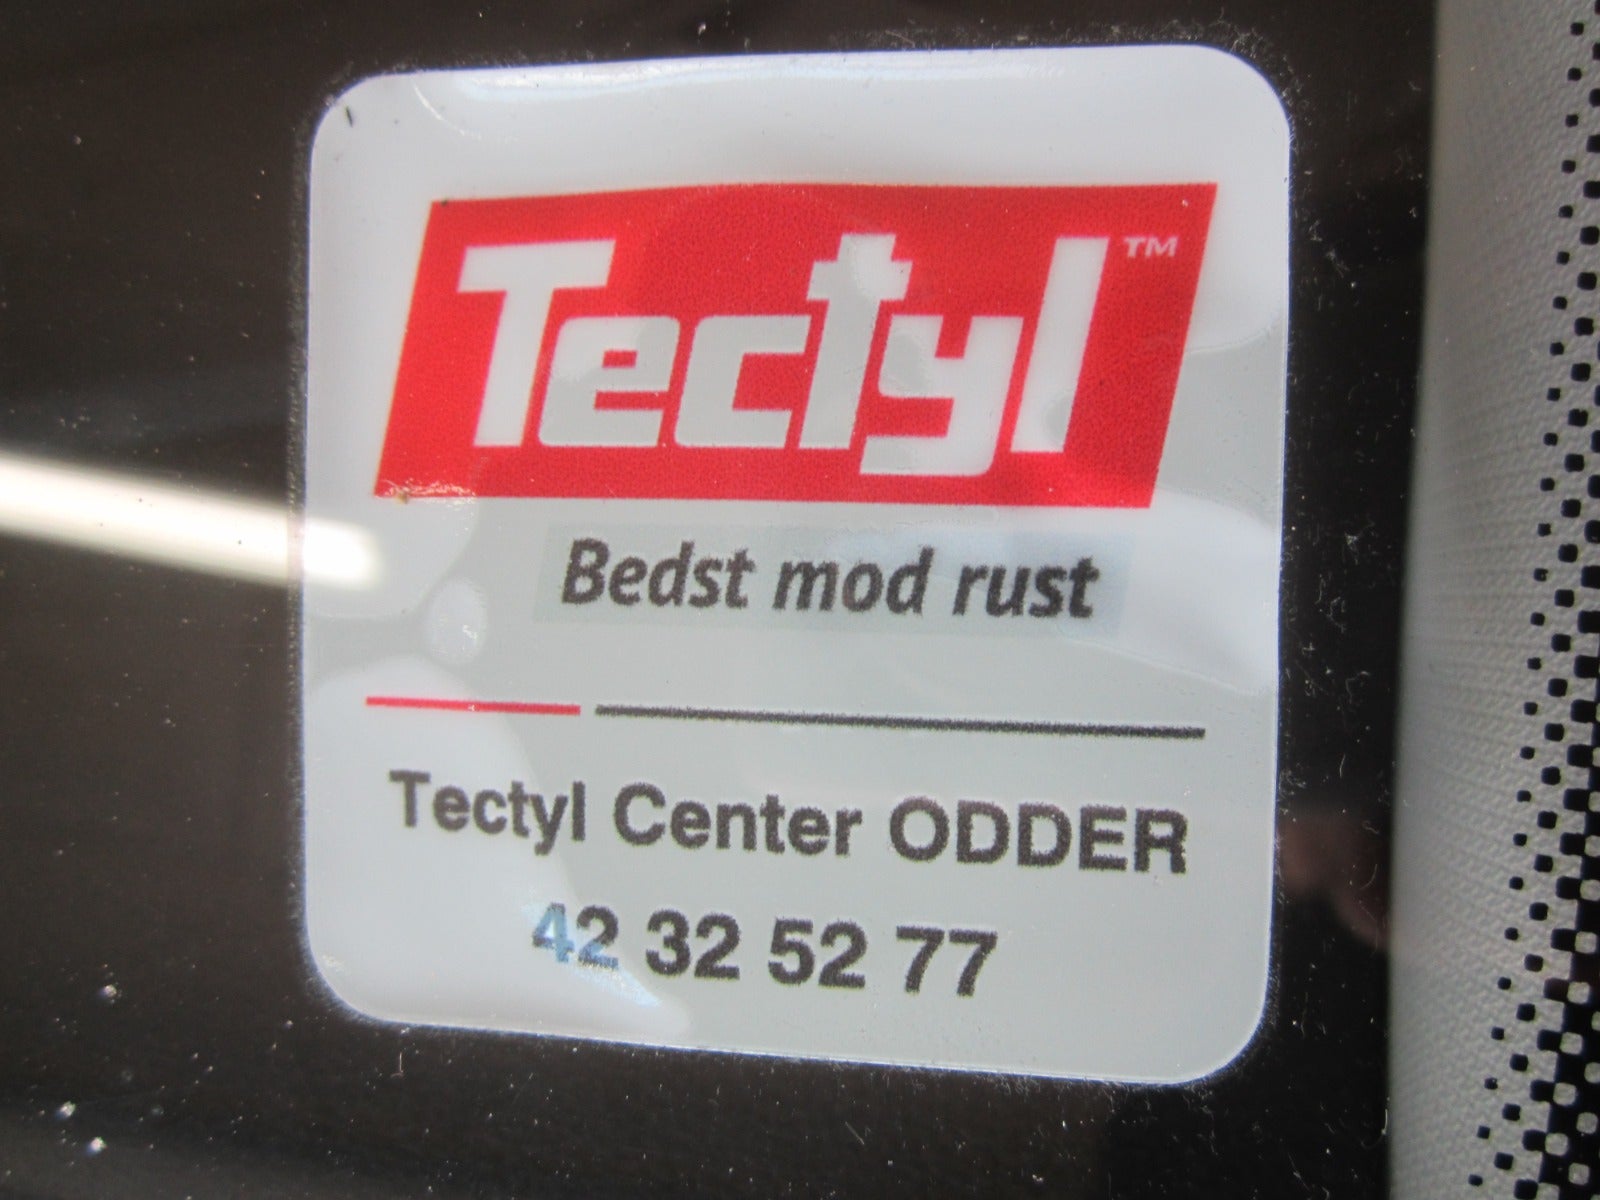 Tectyl™
Bedst mod rust
Tectyl Center ODDER
42 32 52 77